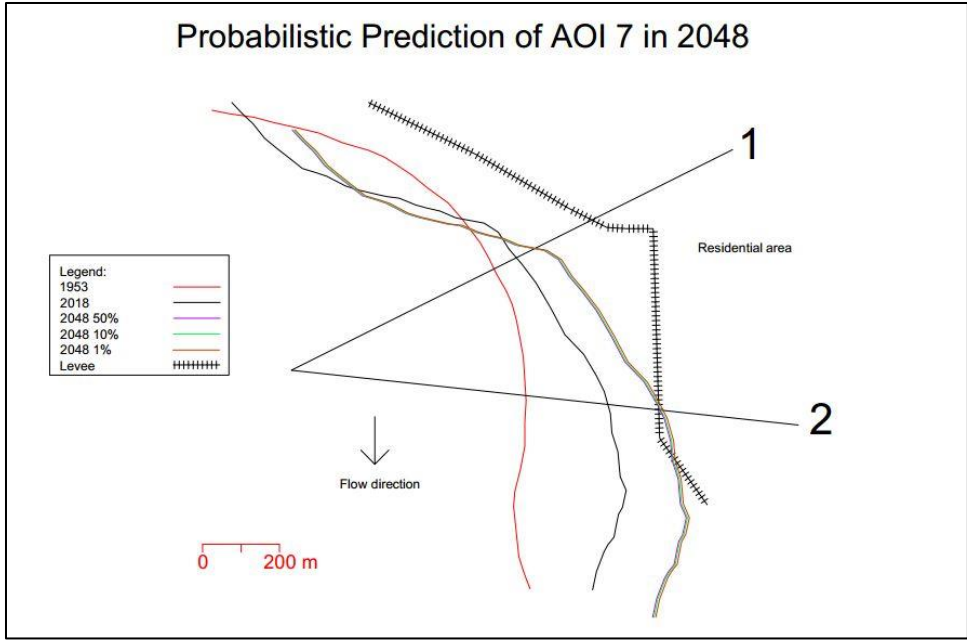 Probabilistic Prediction of AOI 7 in 2048
1
Residential area
Legend:
1953
2018
2048 50%
2048 10%
2048 1%
Levee
2
Flow direction
0 200 m